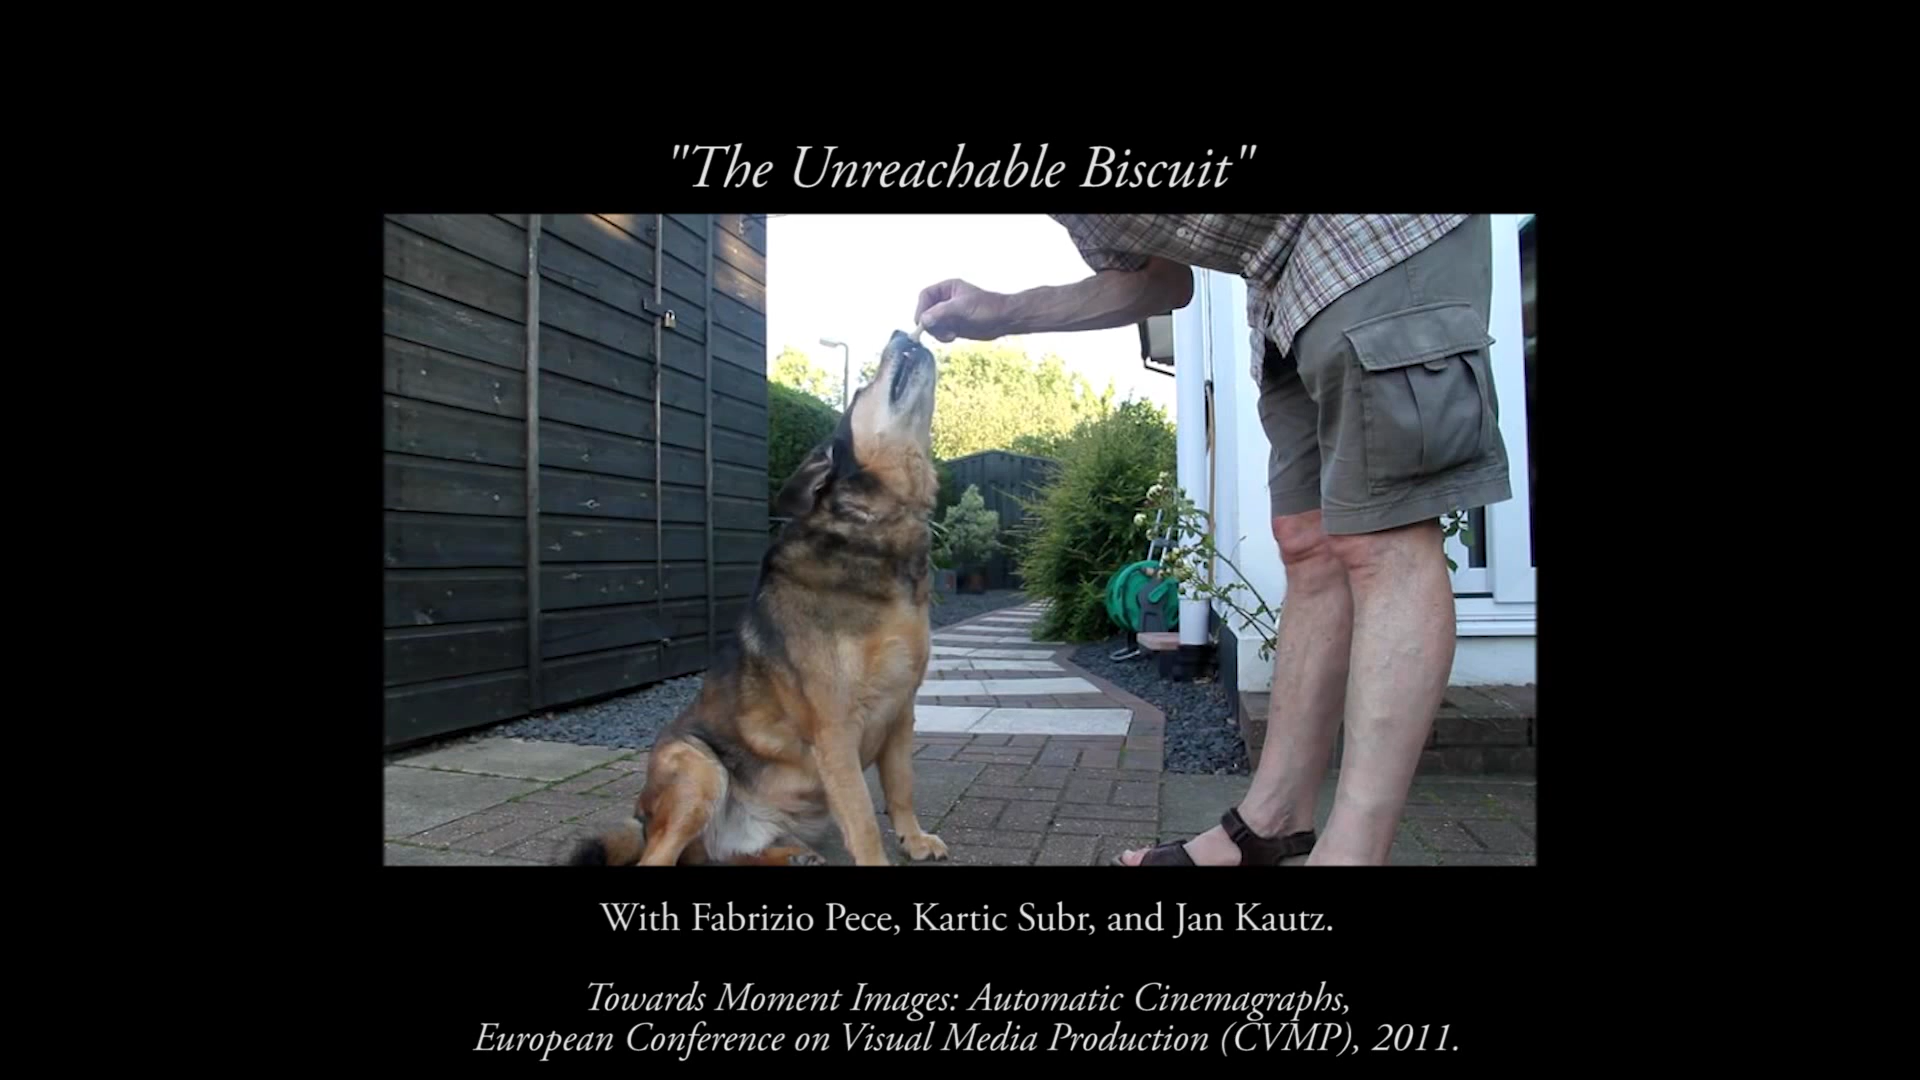 "The Unreachable Biscuit"
With Fabrizio Pece, Kartic Subr, and Jan Kautz.
Towards Moment Images: Automatic Cinemagraphs,
European Conference on Visual Media Production (CVMP), 2011.